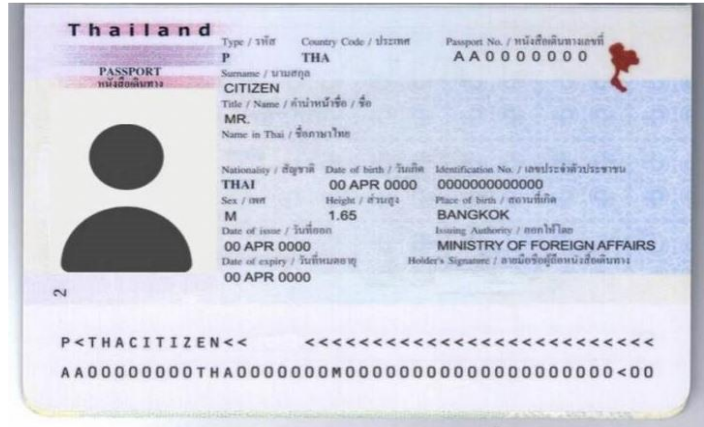 Thailand
Type / รหัส Country Code / ประเทศ Passport No. / หนังสือเดินทางเลขที่
P THA AA0000000
PASSPORT
หนังสือเดินทาง
Surname / นามสกุล
CITIZEN
Title / Name / คำนำหน้าชื่อ / ชื่อ
MR.
Name in Thai / ชื่อภาษาไทย
Nationality / สัญชาติ Date of birth / วันเกิด Identification No. / เลขประจำตัวประชาชน
THAI 00 APR 0000 0000000000000
Sex / เพศ Height / ส่วนสูง Place of birth / สถานที่เกิด
M 1.65 BANGKOK
Date of issue / วันที่ออก Issuing Authority / ออกให้โดย
00 APR 0000 MINISTRY OF FOREIGN AFFAIRS
Date of expiry / วันที่หมดอายุ Holder's Signature / ลายมือชื่อผู้ถือหนังสือเดินทาง
00 APR 0000
2
P<THACITIZEN<< <<<<<<<<<<<<<<<<<<<<<<<<<<
AA00000000THA0000000M00000000000000000000<00